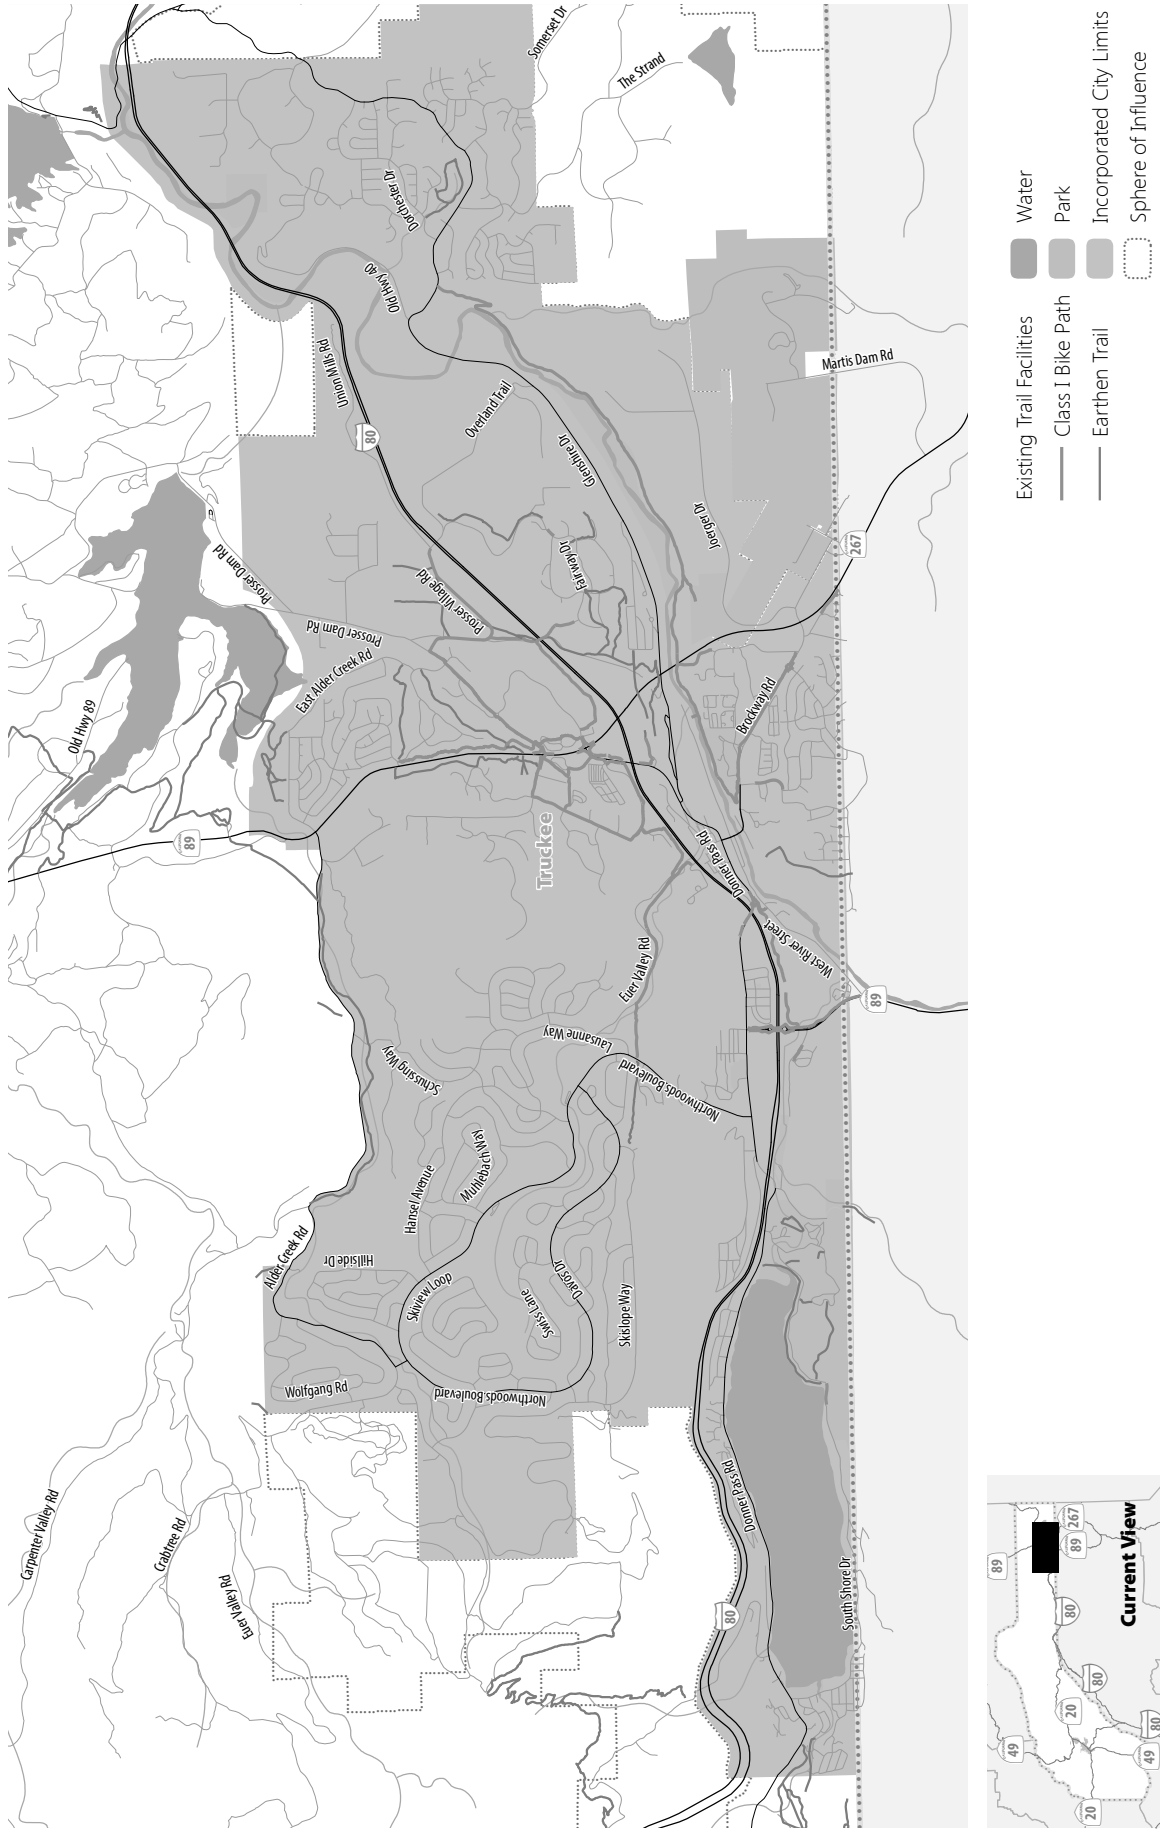 Somerset Dr
The Strand
Dorchester Dr
Old Hwy 40
Union Mills Rd
80
Overland Trail
Glenshire Dr
Martis Dam Rd
Joerger Dr
267
Fairway Dr
Prosser Village Rd
Prosser Dam Rd
Prosser Dam Rd
East Alder Creek Rd
Old Hwy 89
Brockway Rd
89
Truckee
Donner Pass Rd
West River Street
89
Euer Valley Rd
Lausanne Way
Northwoods Boulevard
Schussing Way
Muhlebach Way
Hansel Avenue
Alder Creek Rd
Hillside Dr
Skiview Loop
Swiss Lane
Davos Dr
Skislope Way
Wolfgang Rd
Northwoods Boulevard
Carpenter Valley Rd
Crabtree Rd
Euer Valley Rd
Donner Pass Rd
80
South Shore Dr
Existing Trail Facilities
Class I Bike Path
Earthen Trail
Water
Park
Incorporated City Limits
Sphere of Influence
89
267
89
80
80
20
49
80
49
20
Current View